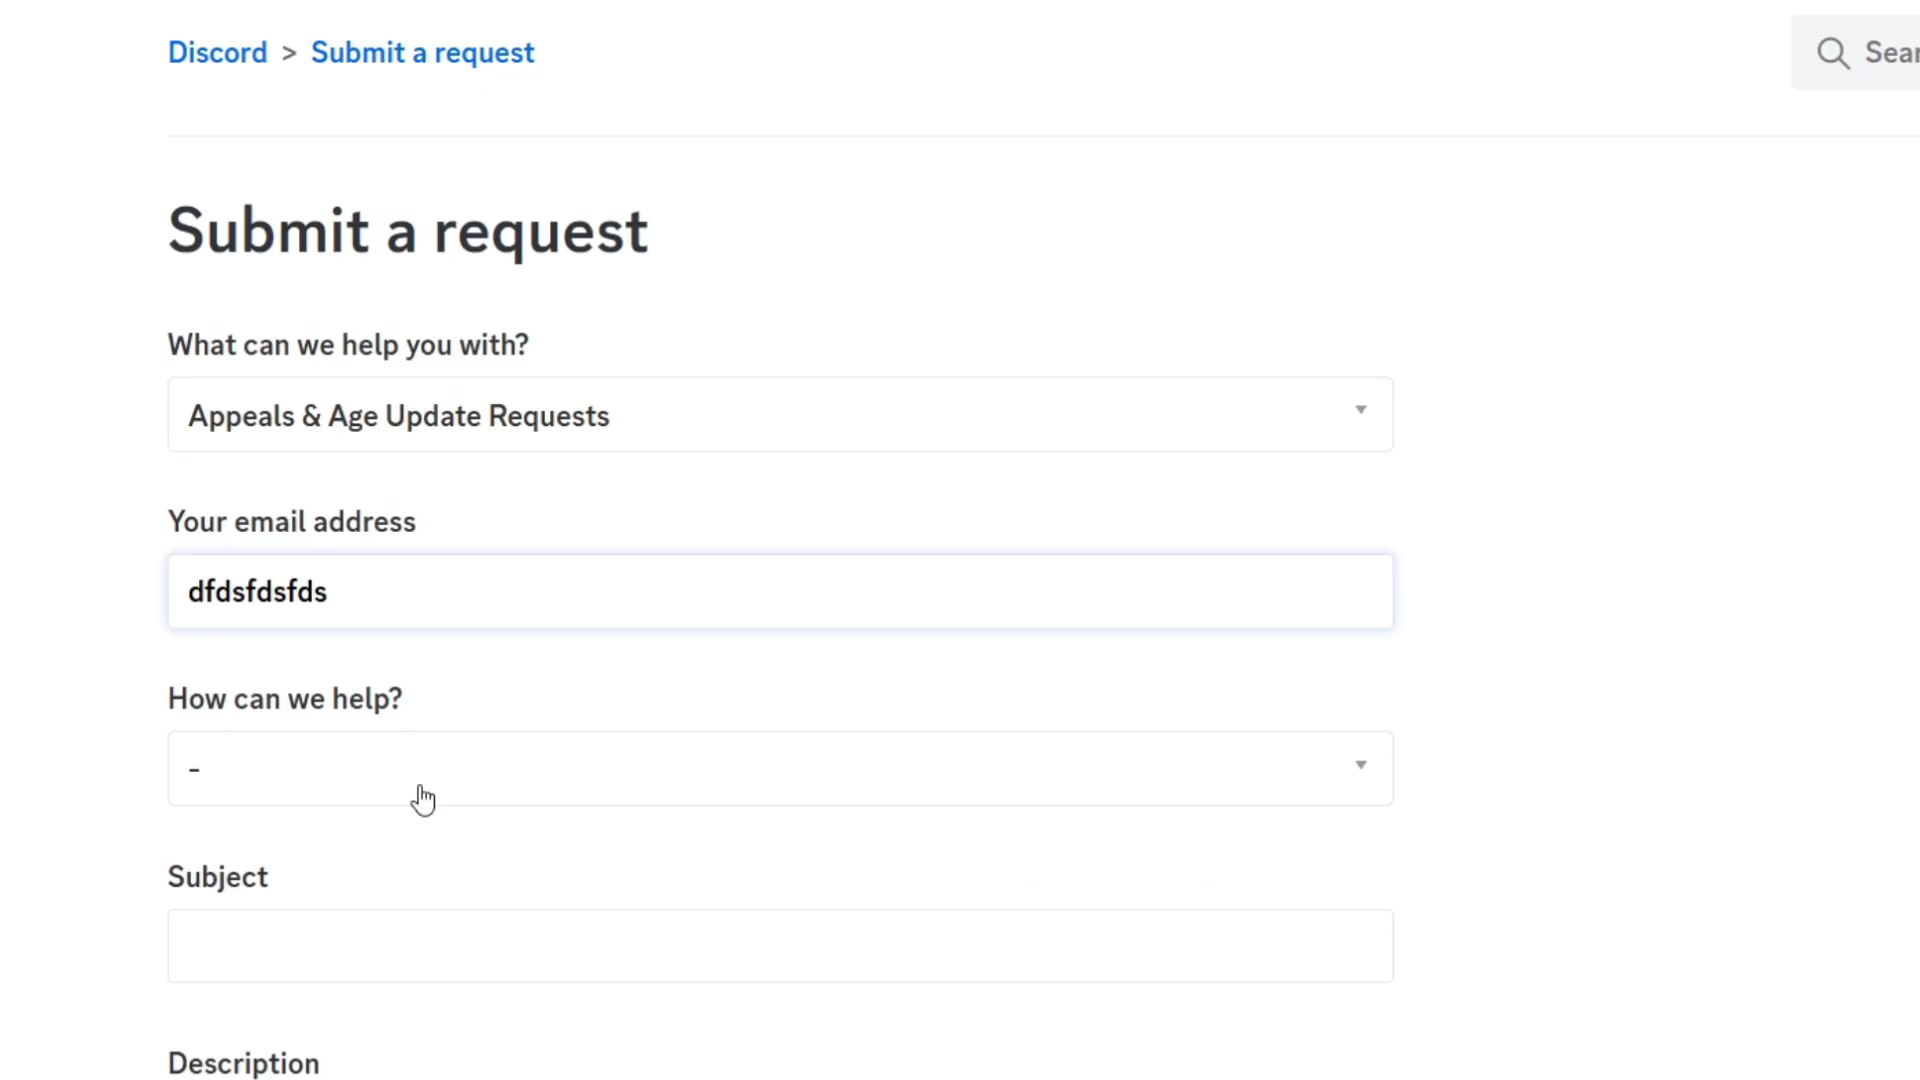 Discord > Submit a request
Submit a request
What can we help you with?
Appeals & Age Update Requests
Your email address
dfdsfdsfds
How can we help?
-
Subject
Description